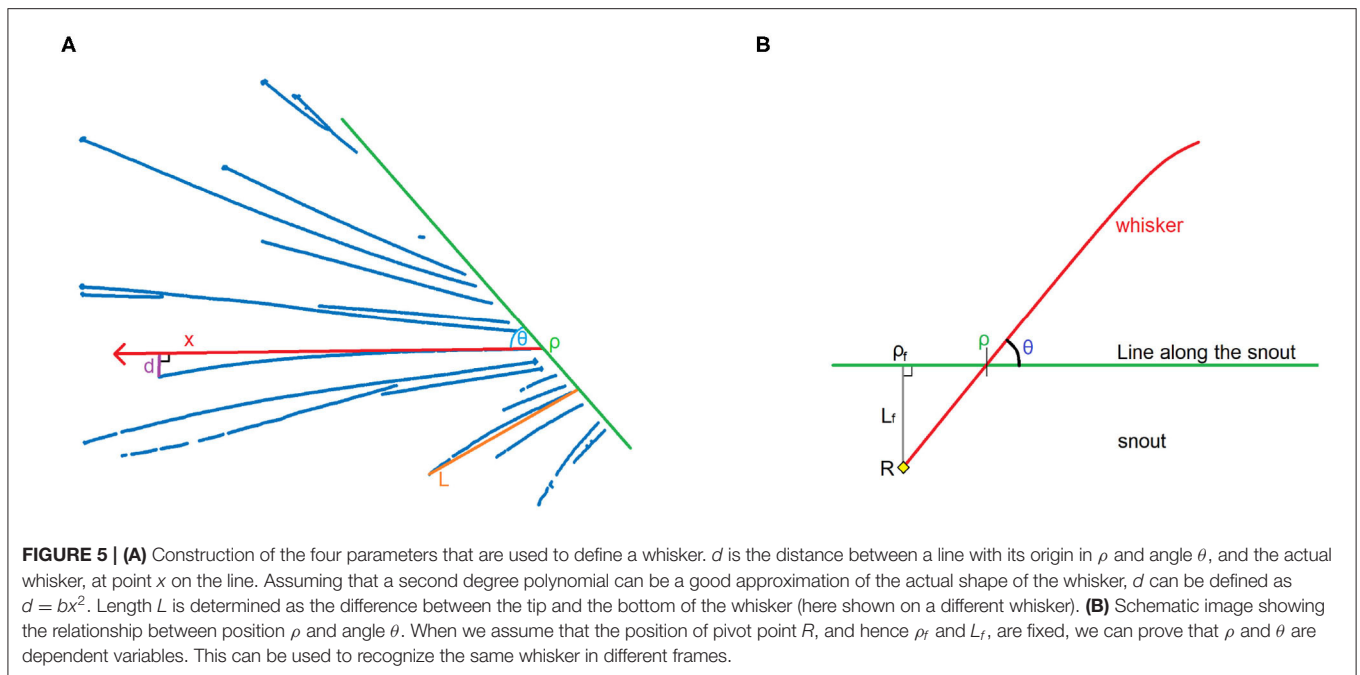 A
B
x
d
θ
ρ
L
whisker
ρf
ρ
θ
Line along the snout
Lf
snout
R
FIGURE 5 | (A) Construction of the four parameters that are used to define a whisker. d is the distance between a line with its origin in ρ and angle θ, and the actual
whisker, at point x on the line. Assuming that a second degree polynomial can be a good approximation of the actual shape of the whisker, d can be defined as
d = bx². Length L is determined as the difference between the tip and the bottom of the whisker (here shown on a different whisker). (B) Schematic image showing
the relationship between position ρ and angle θ. When we assume that the position of pivot point R, and hence ρf and Lf, are fixed, we can prove that ρ and θ are
dependent variables. This can be used to recognize the same whisker in different frames.